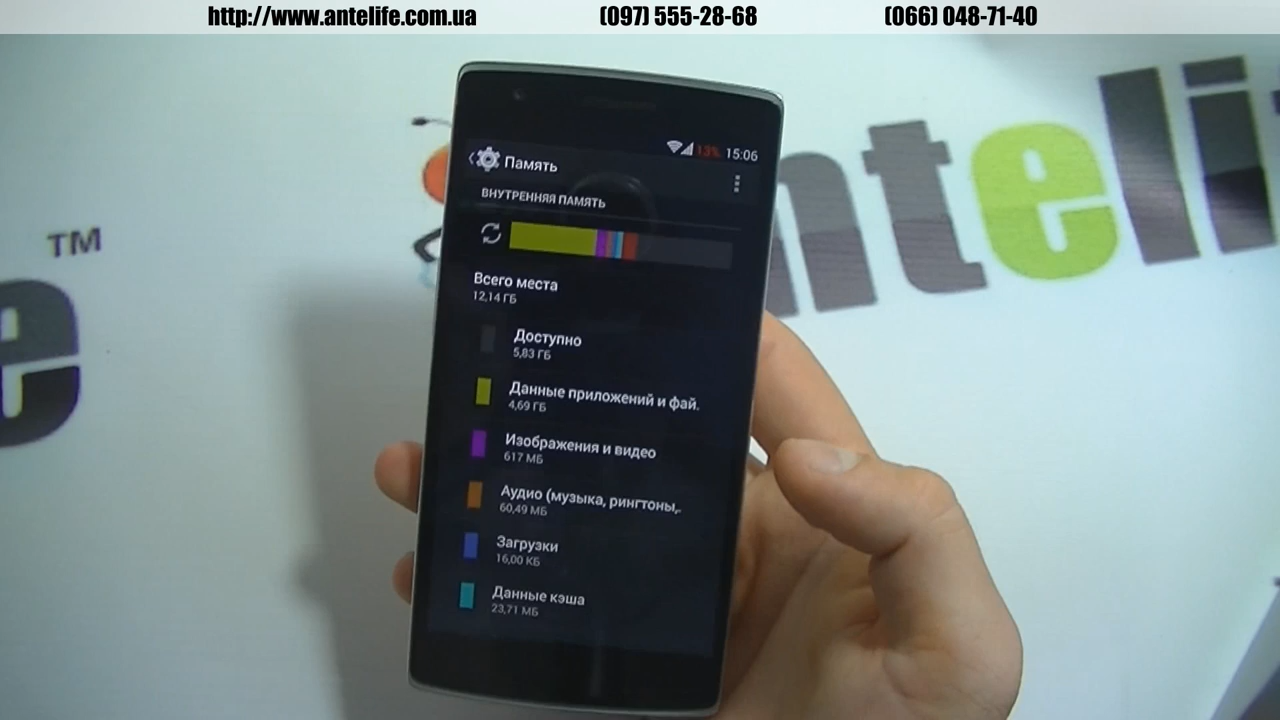 http://www.antelife.com.ua (097) 555-28-68 (066) 048-71-40
TM
e
anteli
13% 15:06
Память
ВНУТРЕННЯЯ ПАМЯТЬ
Всего места
12,14 ГБ
Доступно
5,83 ГБ
Данные приложений и фай.
4,69 ГБ
Изображения и видео
617 МБ
Аудио (музыка, рингтоны,.
60,49 МБ
Загрузки
16,00 КБ
Данные кэша
23,71 МБ